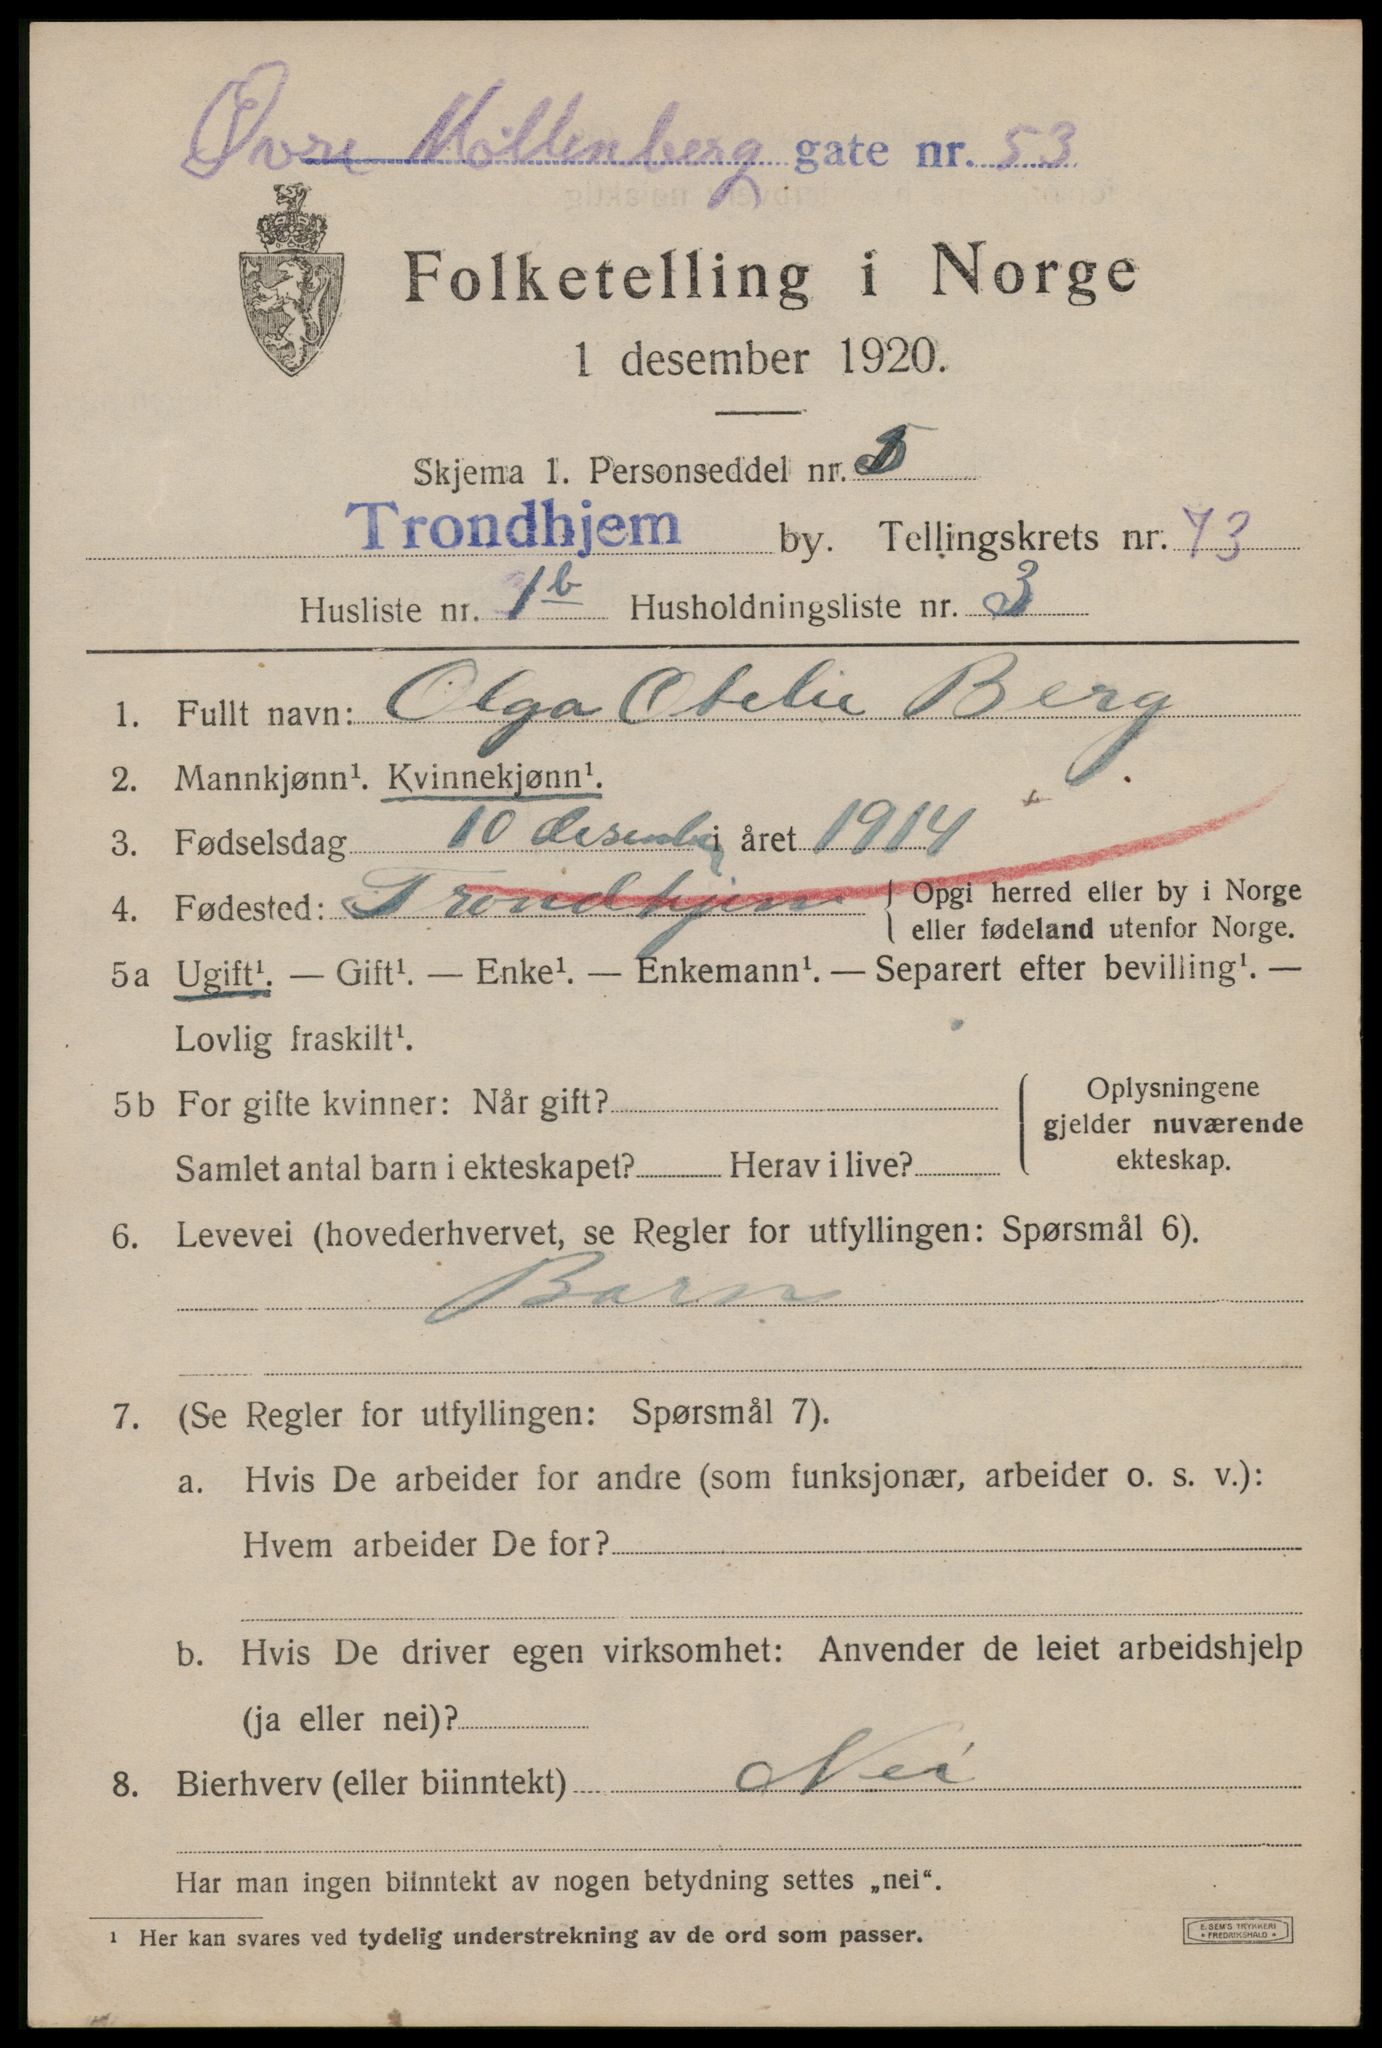 Øvre Møllenberg gate nr. 53
Folketelling i Norge
1 desember 1920.
Skjema 1. Personseddel nr. 5
Trondhjem by. Tellingskrets nr. 73
Husliste nr. 1b Husholdningsliste nr. 3
1. Fullt navn: Olga Otelie Berg
2. Mannkjønn¹. Kvinnekjønn¹.
3. Fødselsdag 10 desember i året 1914
4. Fødested: Trondhjem { Opgi herred eller by i Norge
eller fødeland utenfor Norge.
5a Ugift¹. — Gift¹. — Enke¹. — Enkemann¹. — Separert efter bevilling¹. —
Lovlig fraskilt¹.
5b For gifte kvinner: Når gift?
Samlet antal barn i ekteskapet? Herav i live?
Oplysningene
gjelder nuværende
ekteskap.
6. Levevei (hovederhvervet, se Regler for utfyllingen: Spørsmål 6).
Barn
7. (Se Regler for utfyllingen: Spørsmål 7).
a. Hvis De arbeider for andre (som funksjonær, arbeider o. s. v.):
Hvem arbeider De for?
b. Hvis De driver egen virksomhet: Anvender de leiet arbeidshjelp
(ja eller nei)?
8. Bierhverv (eller biinntekt) Nei
Har man ingen biinntekt av nogen betydning settes „nei“.
¹ Her kan svares ved tydelig understrekning av de ord som passer.
E. SEM'S TRYKKERI
* FREDRIKSHALD *